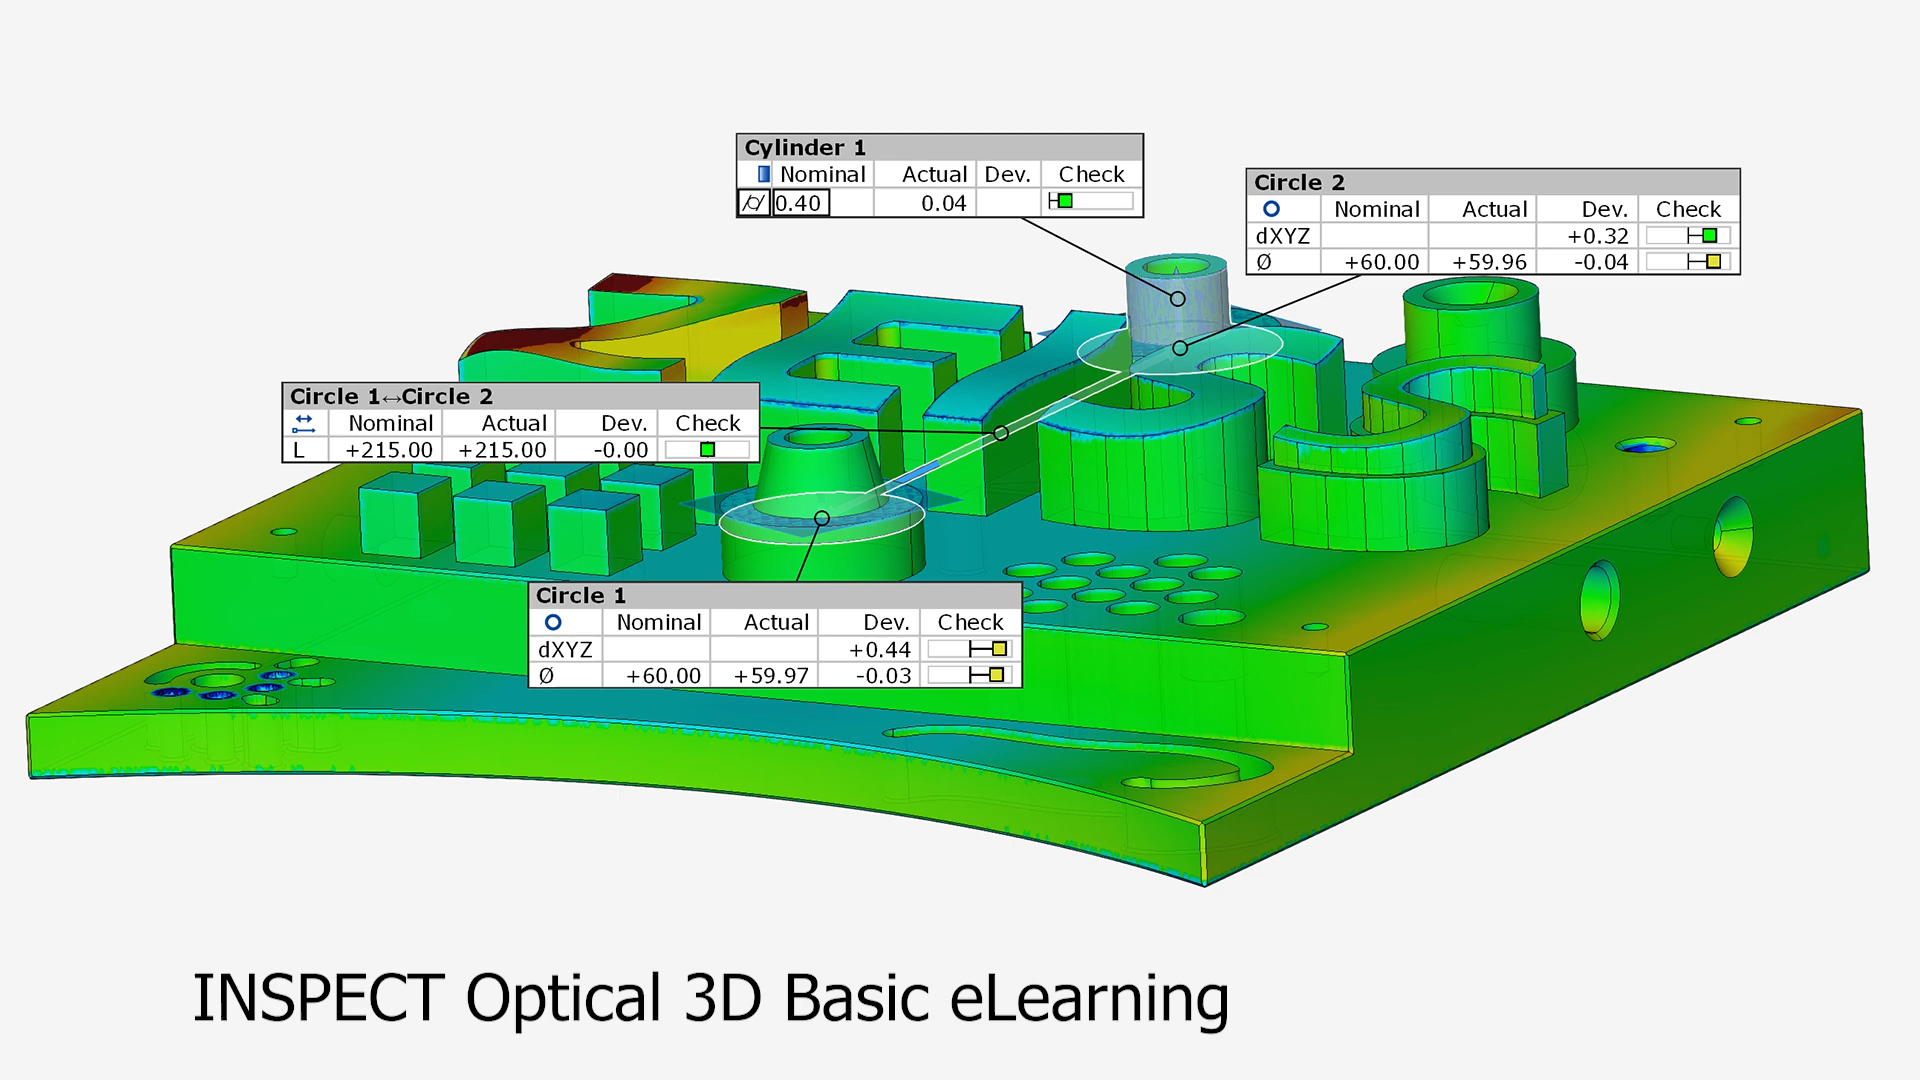 Cylinder 1
Nominal Actual Dev. Check
0.40 0.04
Circle 2
Nominal Actual Dev. Check
dXYZ +0.32
Ø +60.00 +59.96 -0.04
Circle 1↔Circle 2
Nominal Actual Dev. Check
L +215.00 +215.00 -0.00
Circle 1
Nominal Actual Dev. Check
dXYZ +0.44
Ø +60.00 +59.97 -0.03
ZEISS
INSPECT Optical 3D Basic eLearning